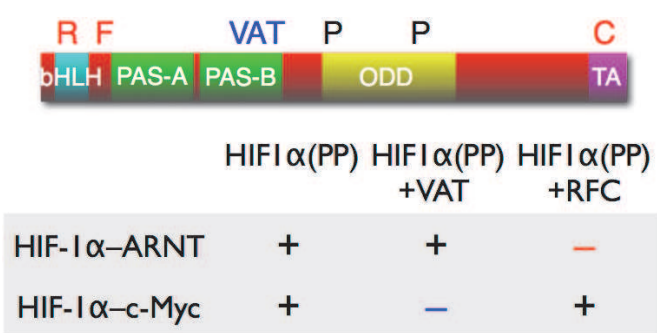 R F VAT P P C
bHLH PAS-A PAS-B ODD TA
HIF1α(PP) HIF1α(PP) HIF1α(PP)
+VAT +RFC
HIF-1α–ARNT + + –
HIF-1α–c-Myc + – +